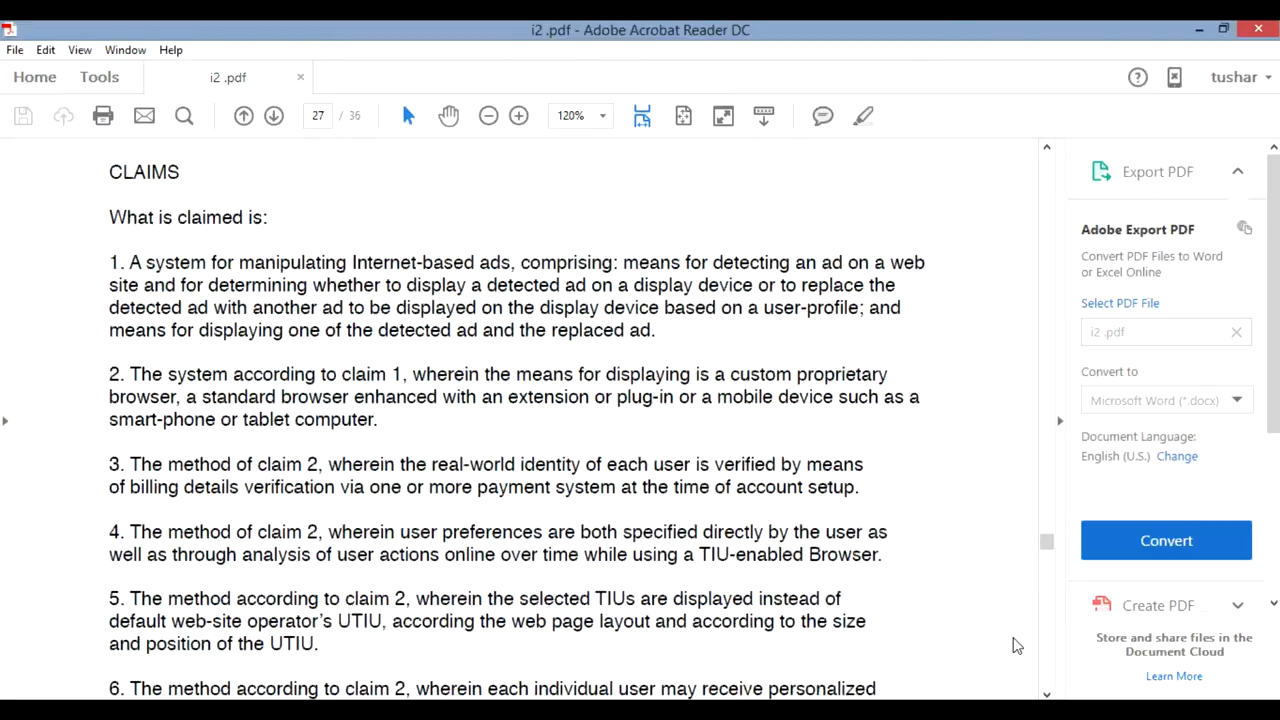 i2 .pdf - Adobe Acrobat Reader DC
File Edit View Window Help
Home Tools i2 .pdf × tushar
27 / 36 120%
CLAIMS
What is claimed is:
1. A system for manipulating Internet-based ads, comprising: means for detecting an ad on a web
site and for determining whether to display a detected ad on a display device or to replace the
detected ad with another ad to be displayed on the display device based on a user-profile; and
means for displaying one of the detected ad and the replaced ad.
2. The system according to claim 1, wherein the means for displaying is a custom proprietary
browser, a standard browser enhanced with an extension or plug-in or a mobile device such as a
smart-phone or tablet computer.
3. The method of claim 2, wherein the real-world identity of each user is verified by means
of billing details verification via one or more payment system at the time of account setup.
4. The method of claim 2, wherein user preferences are both specified directly by the user as
well as through analysis of user actions online over time while using a TIU-enabled Browser.
5. The method according to claim 2, wherein the selected TIUs are displayed instead of
default web-site operator's UTIU, according the web page layout and according to the size
and position of the UTIU.
6. The method according to claim 2, wherein each individual user may receive personalized
Export PDF
Adobe Export PDF
Convert PDF Files to Word
or Excel Online
Select PDF File
i2 .pdf
Convert to
Microsoft Word (*.docx)
Document Language:
English (U.S.) Change
Convert
Create PDF
Store and share files in the
Document Cloud
Learn More